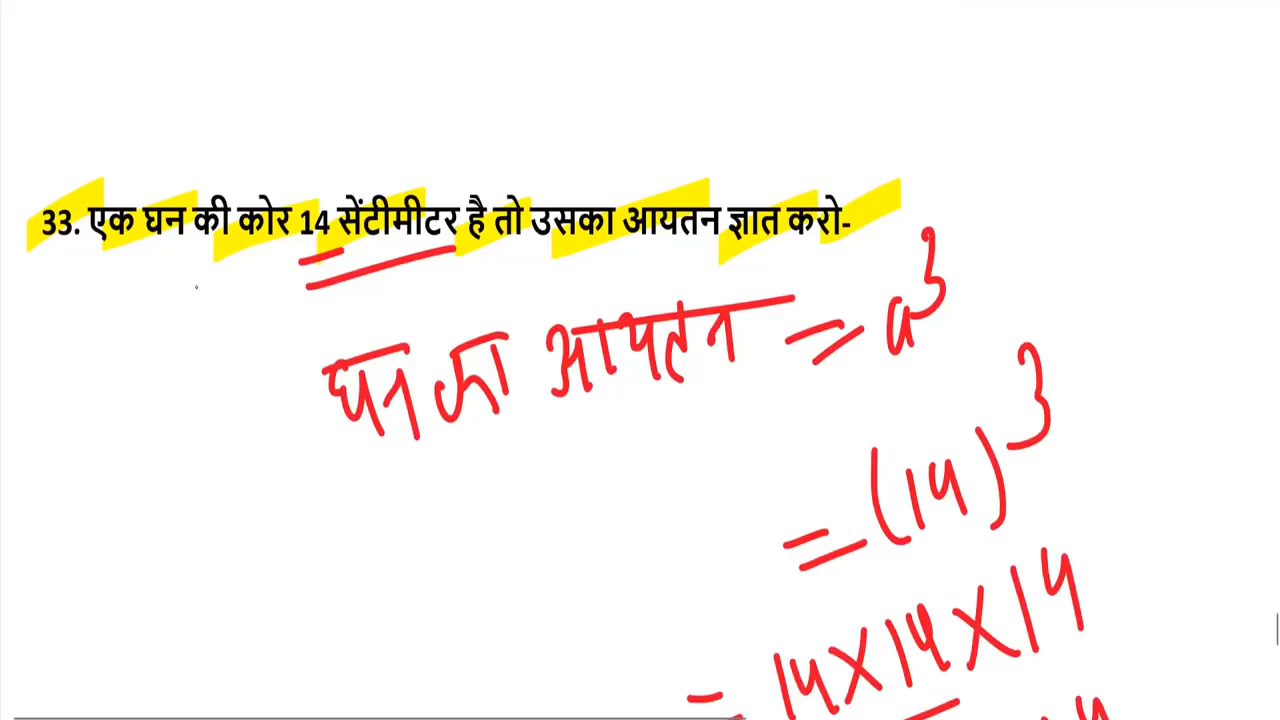 33. एक घन की कोर 14 सेंटीमीटर है तो उसका आयतन ज्ञात करो-
घन का आयतन = a³
= (14)³
= 14×14×14